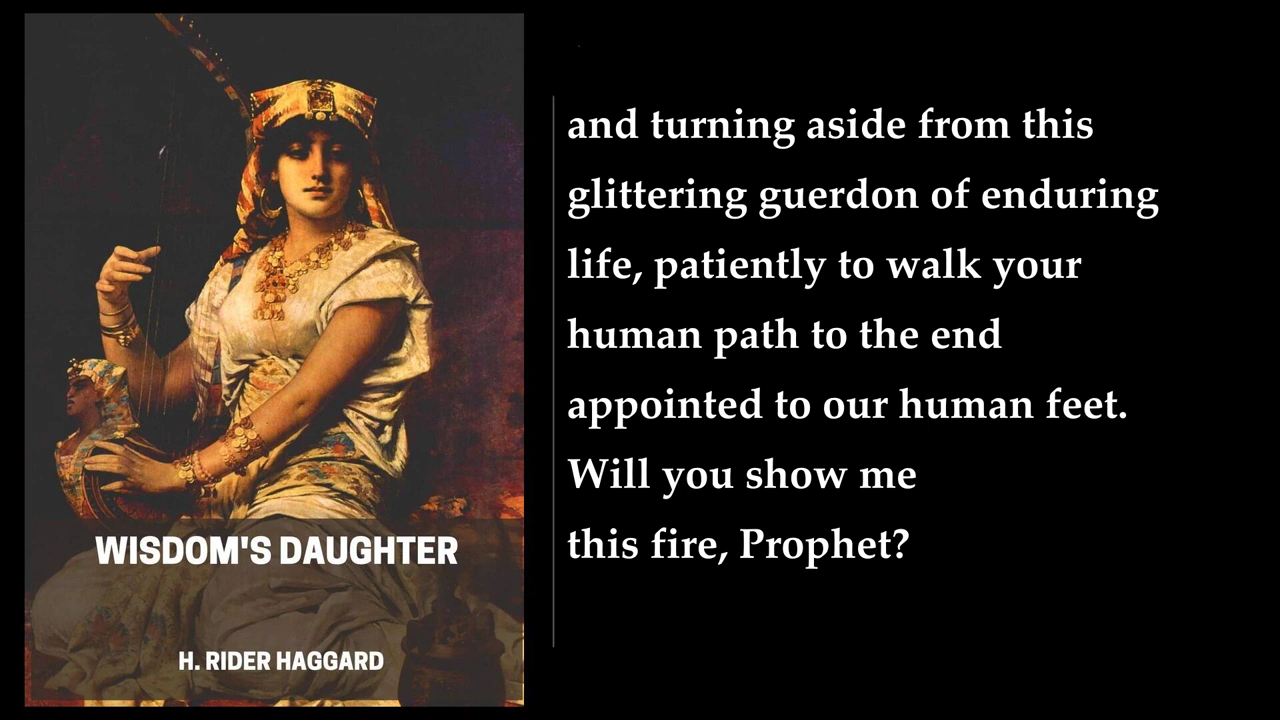 WISDOM'S DAUGHTER
H. RIDER HAGGARD
and turning aside from this
glittering guerdon of enduring
life, patiently to walk your
human path to the end
appointed to our human feet.
Will you show me
this fire, Prophet?